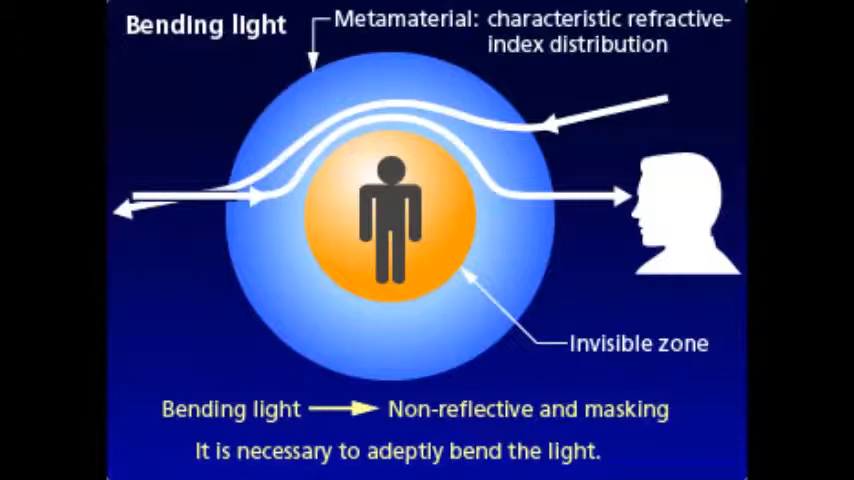 Bending light
Metamaterial: characteristic refractive-
index distribution
Invisible zone
Bending light
Non-reflective and masking
It is necessary to adeptly bend the light.